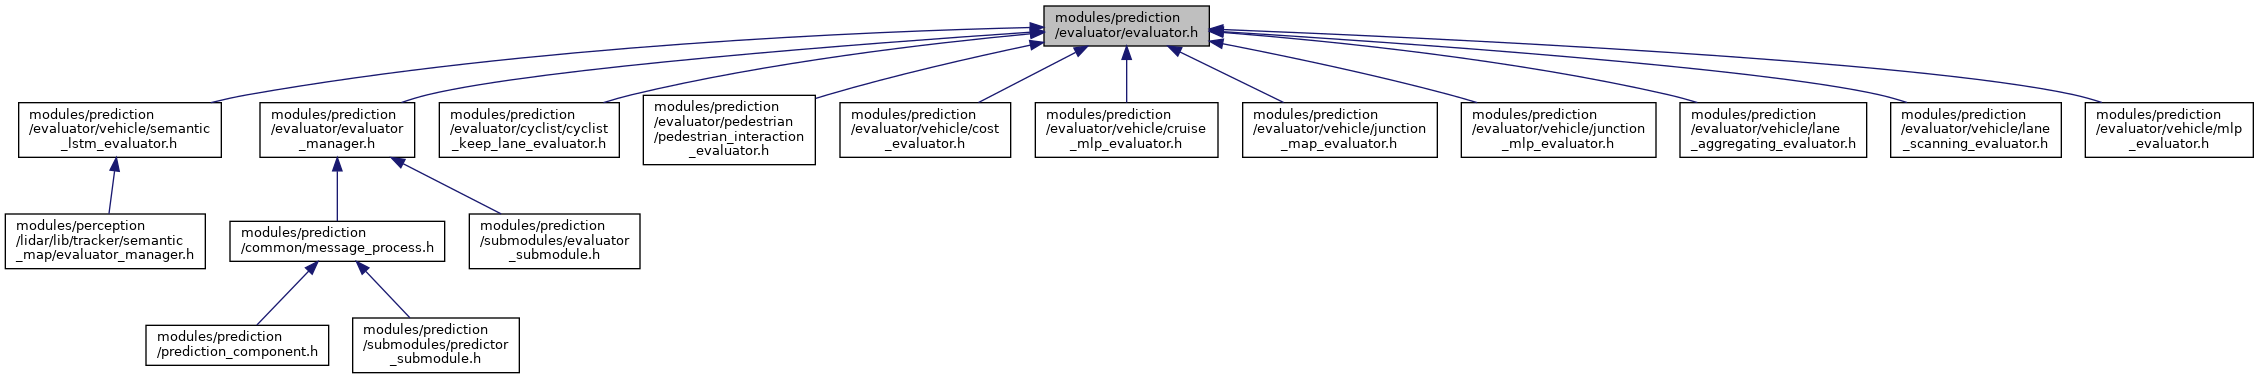 modules/prediction
/evaluator/evaluator.h
modules/prediction
/evaluator/vehicle/semantic
_lstm_evaluator.h
modules/prediction
/evaluator/evaluator
_manager.h
modules/prediction
/evaluator/cyclist/cyclist
_keep_lane_evaluator.h
modules/prediction
/evaluator/pedestrian
/pedestrian_interaction
_evaluator.h
modules/prediction
/evaluator/vehicle/cost
_evaluator.h
modules/prediction
/evaluator/vehicle/cruise
_mlp_evaluator.h
modules/prediction
/evaluator/vehicle/junction
_map_evaluator.h
modules/prediction
/evaluator/vehicle/junction
_mlp_evaluator.h
modules/prediction
/evaluator/vehicle/lane
_aggregating_evaluator.h
modules/prediction
/evaluator/vehicle/lane
_scanning_evaluator.h
modules/prediction
/evaluator/vehicle/mlp
_evaluator.h
modules/perception
/lidar/lib/tracker/semantic
_map/evaluator_manager.h
modules/prediction
/common/message_process.h
modules/prediction
/submodules/evaluator
_submodule.h
modules/prediction
/prediction_component.h
modules/prediction
/submodules/predictor
_submodule.h